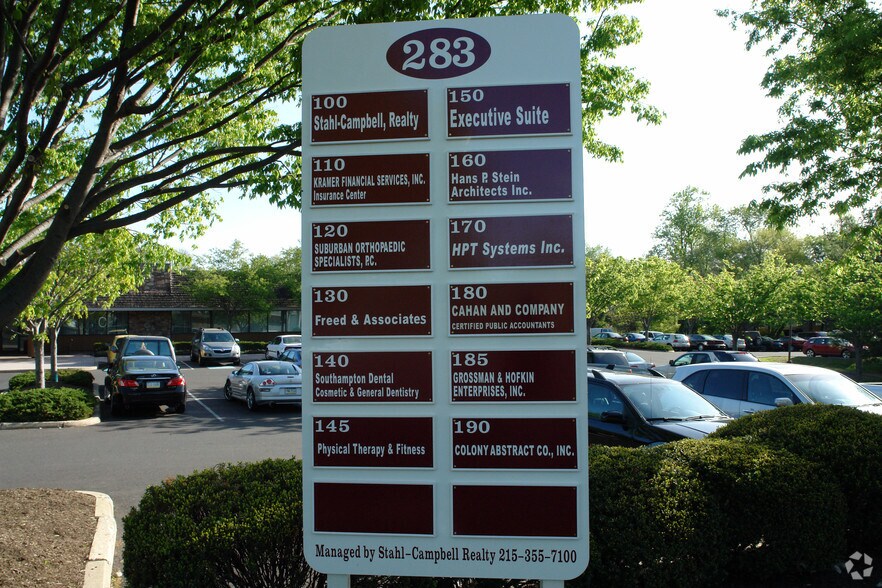 283
100
Stahl-Campbell, Realty
110
KRAMER FINANCIAL SERVICES, INC.
Insurance Center
120
SUBURBAN ORTHOPAEDIC
SPECIALISTS, P.C.
130
Freed & Associates
140
Southampton Dental
Cosmetic & General Dentistry
145
Physical Therapy & Fitness
150
Executive Suite
160
Hans P. Stein
Architects Inc.
170
HPT Systems Inc.
180
CAHAN AND COMPANY
CERTIFIED PUBLIC ACCOUNTANTS
185
GROSSMAN & HOFKIN
ENTERPRISES, INC.
190
COLONY ABSTRACT CO., INC.
Managed by Stahl-Campbell Realty 215-355-7100